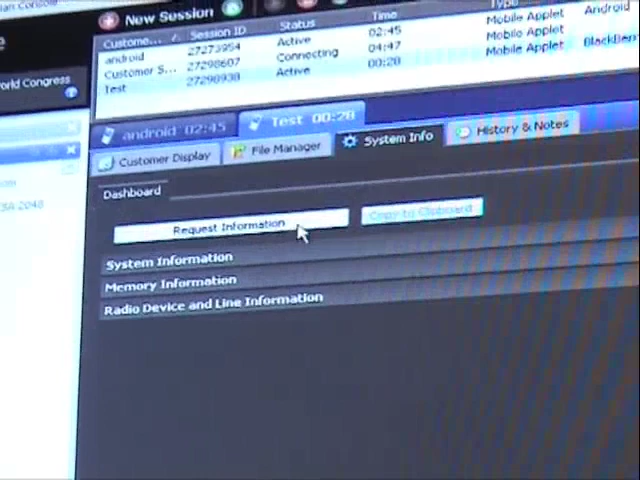 New Session
Custome... Session ID Status Time Type
android 27273954 Active 02:45 Mobile Applet Android
Customer S... 27298607 Connecting 04:47 Mobile Applet
Test 27298938 Active 00:28 Mobile Applet BlackBerr
World Congress
android 02:45 Test 00:28
Customer Display File Manager System Info History & Notes
Dashboard
Request Information Copy to Clipboard
System Information
Memory Information
Radio Device and Line Information
SA 2048